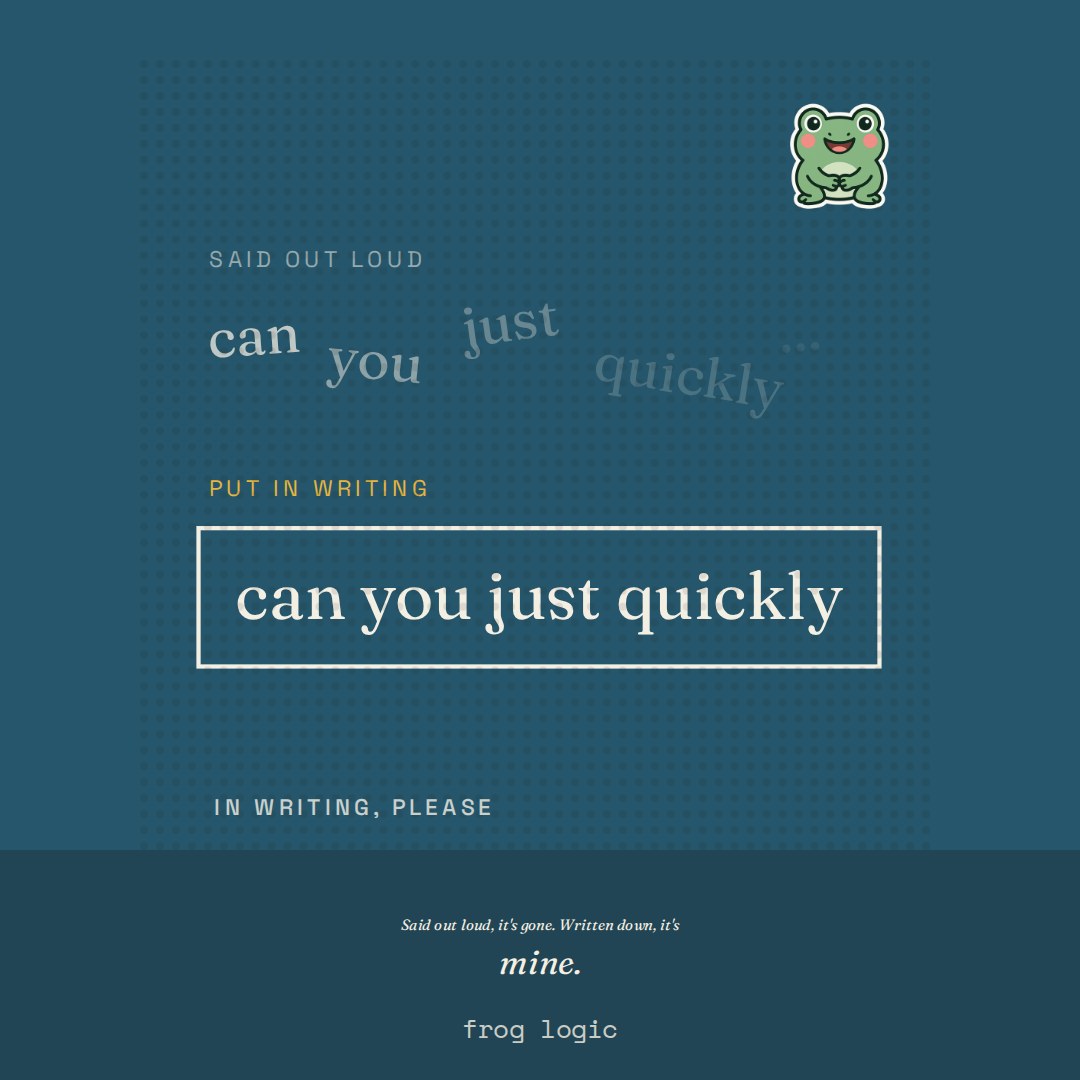 SAID OUT LOUD
can you just quickly ...
PUT IN WRITING
can you just quickly
IN WRITING, PLEASE
Said out loud, it's gone. Written down, it's
mine.
frog logic